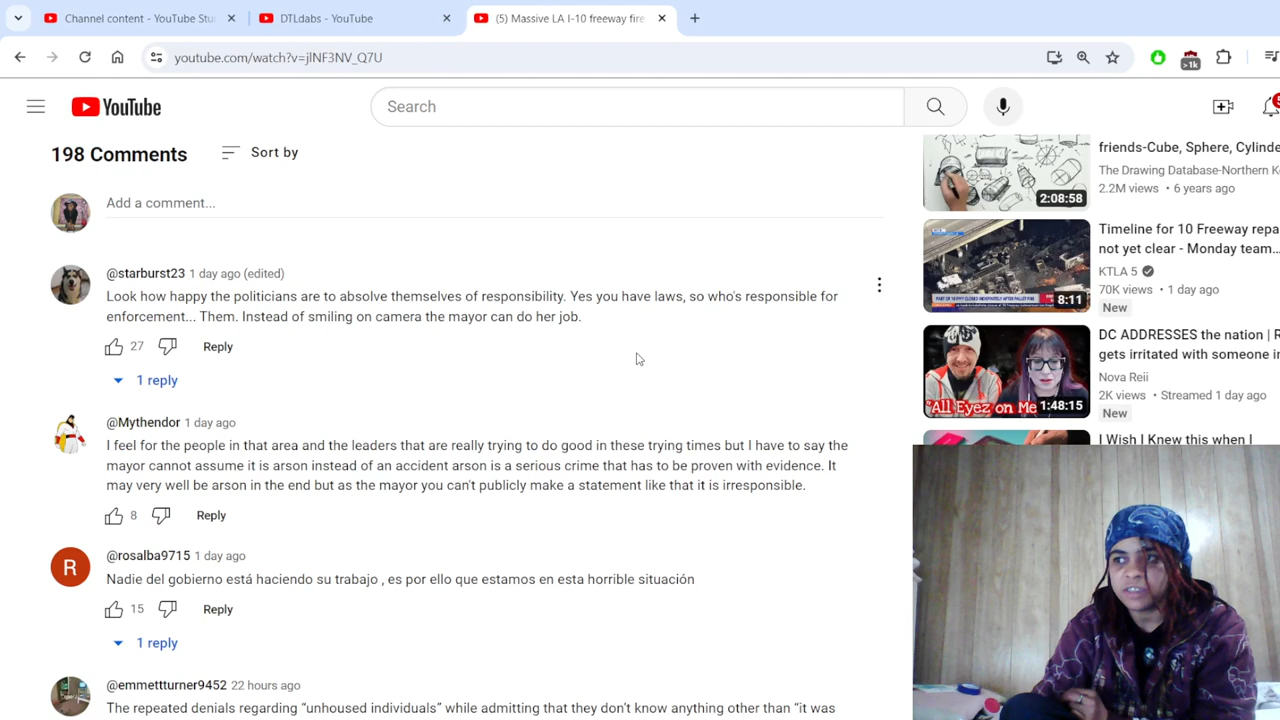 Channel content - YouTube Stu
DTLdabs - YouTube
(5) Massive LA I-10 freeway fire
youtube.com/watch?v=jlNF3NV_Q7U
>1k
YouTube
Search
5
198 Comments
Sort by
Add a comment...
@starburst23 1 day ago (edited)
Look how happy the politicians are to absolve themselves of responsibility. Yes you have laws, so who's responsible for
enforcement... Them. Instead of smiling on camera the mayor can do her job.
27
Reply
1 reply
@Mythendor 1 day ago
I feel for the people in that area and the tenants that are really trying to do good in these trying times but I have to say the
mayor cannot assume it is arson instead of an accident arson is a serious crime that has to be proven with evidence. It
may very well be arson in the end but as the mayor you can't publicly make a statement like that it is irresponsible.
8
Reply
R
@rosalba9715 1 day ago
Nadie del gobierno está haciendo su trabajo , es por ello que estamos en esta horrible situación
15
Reply
1 reply
@emmettturner9452 22 hours ago
The repeated denials regarding “unhoused individuals” while admitting that they don’t know anything other than “it was
friends-Cube, Sphere, Cylinde
The Drawing Database-Northern Ke
2.2M views • 6 years ago
2:08:58
Timeline for 10 Freeway repa
not yet clear - Monday team...
KTLA 5
70K views • 1 day ago
New
8:11
DC ADDRESSES the nation | R
gets irritated with someone in
Nova Reii
2K views • Streamed 1 day ago
New
"All Eyez on Me
1:48:15
I Wish I Knew this when I